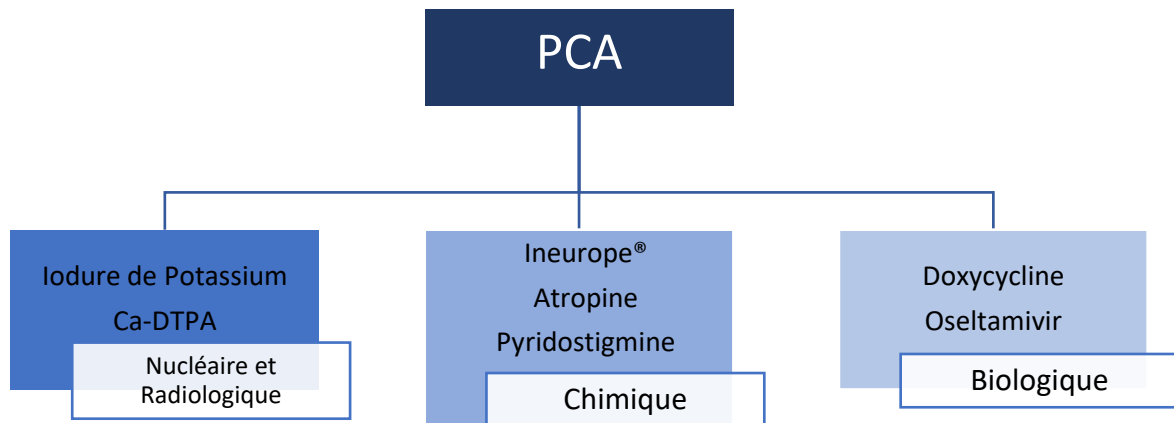 PCA
Iodure de Potassium
Ca-DTPA
Nucléaire et
Radiologique
Ineurope®
Atropine
Pyridostigmine
Chimique
Doxycycline
Oseltamivir
Biologique